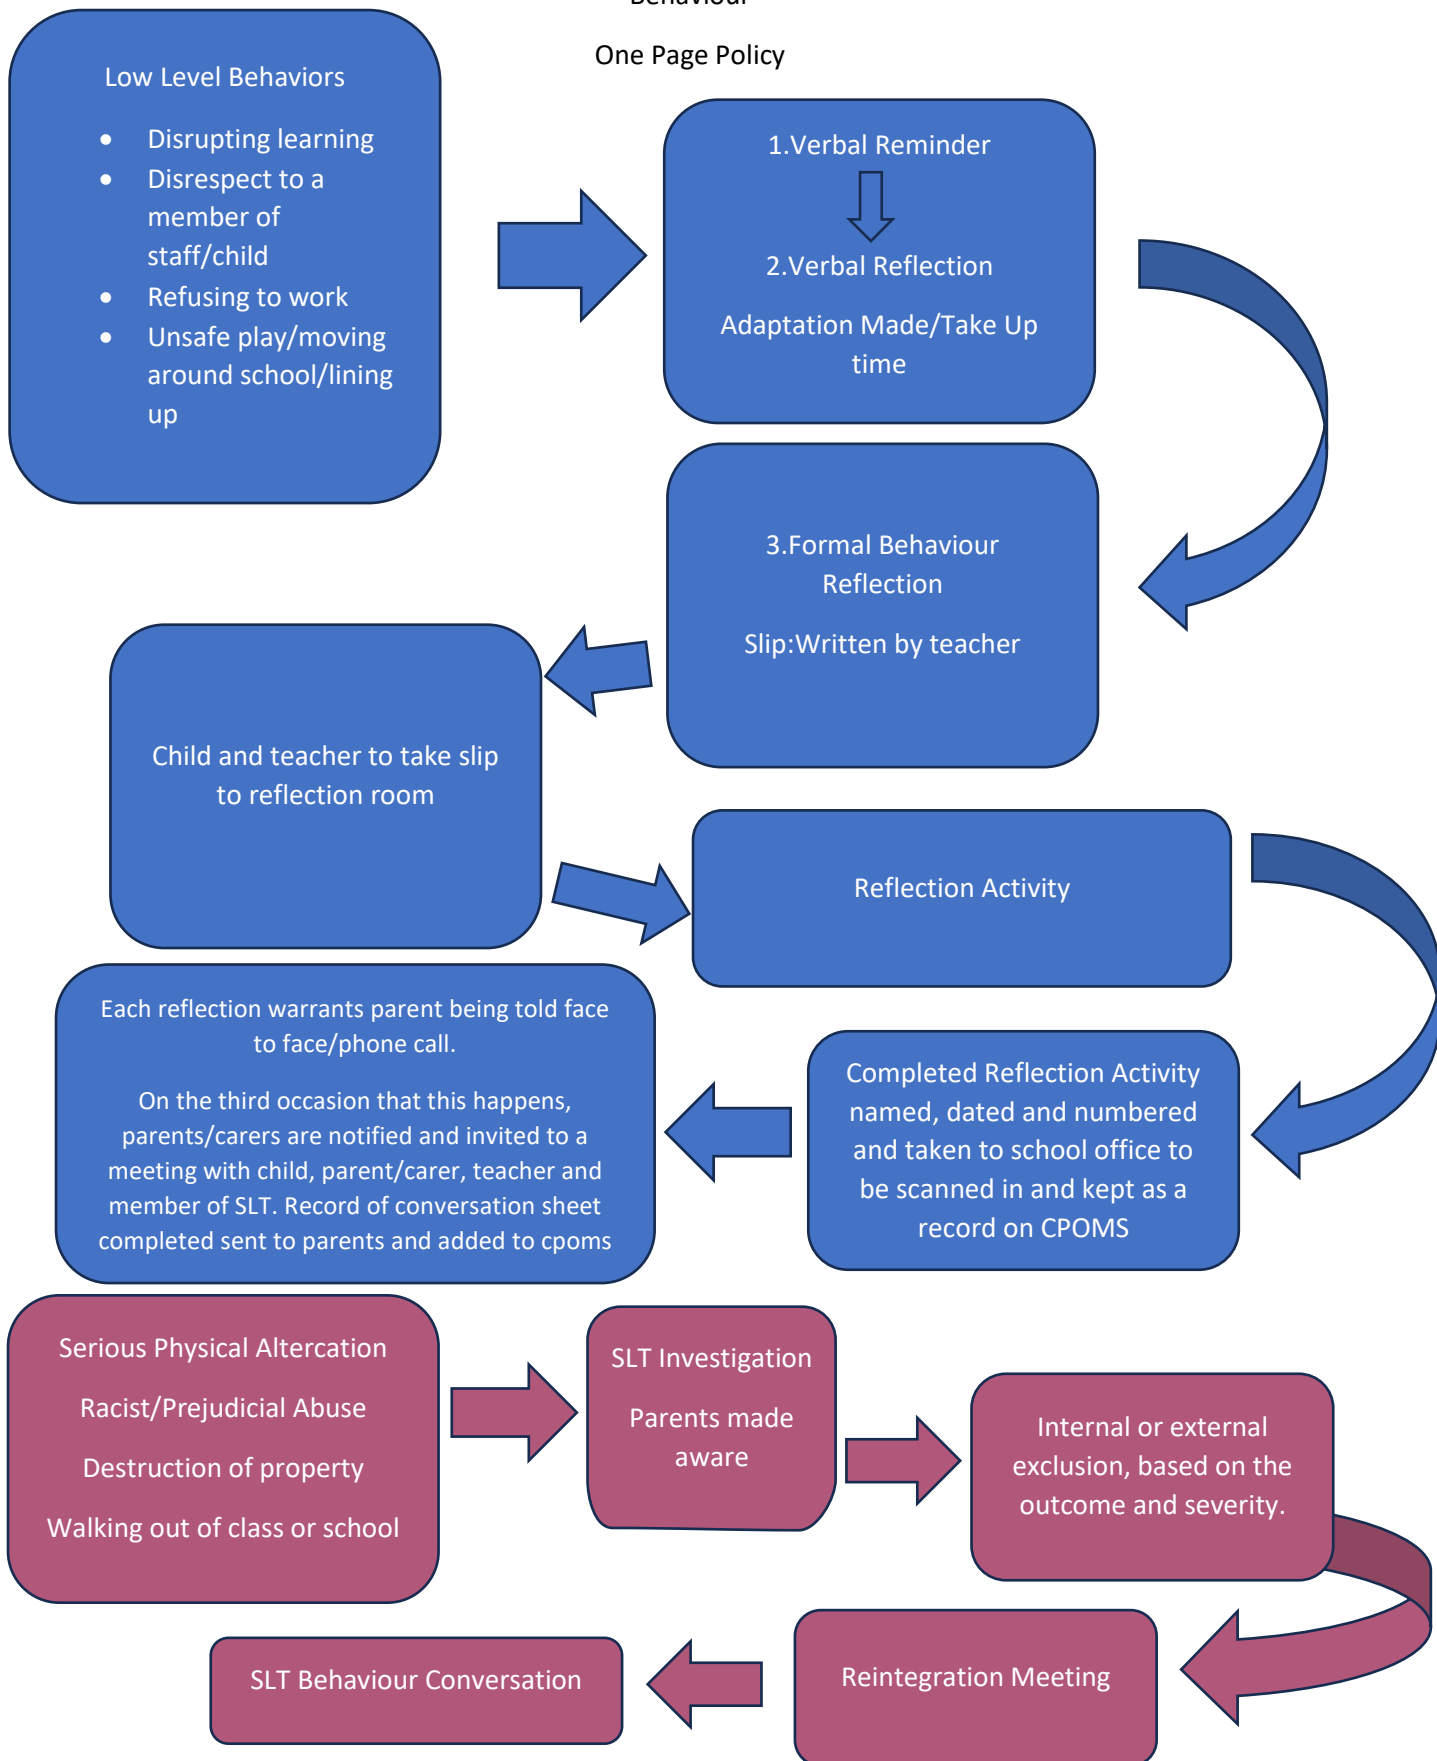 Behaviour
One Page Policy
Low Level Behaviors
• Disrupting learning
• Disrespect to a
member of
staff/child
• Refusing to work
• Unsafe play/moving
around school/lining
up
1.Verbal Reminder
2.Verbal Reflection
Adaptation Made/Take Up
time
3.Formal Behaviour
Reflection
Slip:Written by teacher
Child and teacher to take slip
to reflection room
Reflection Activity
Completed Reflection Activity
named, dated and numbered
and taken to school office to
be scanned in and kept as a
record on CPOMS
Each reflection warrants parent being told face
to face/phone call.
On the third occasion that this happens,
parents/carers are notified and invited to a
meeting with child, parent/carer, teacher and
member of SLT. Record of conversation sheet
completed sent to parents and added to cpoms
Serious Physical Altercation
Racist/Prejudicial Abuse
Destruction of property
Walking out of class or school
SLT Investigation
Parents made
aware
Internal or external
exclusion, based on the
outcome and severity.
Reintegration Meeting
SLT Behaviour Conversation